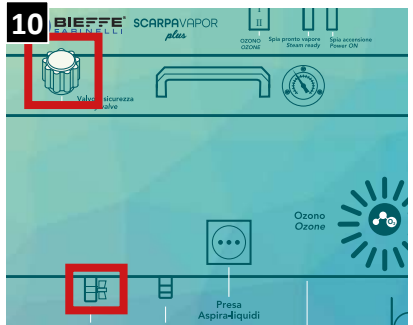 10
BIEFFE®
FARINELLI
SCARPAVAPOR
plus
I
II
OZONO
OZONE
Spia pronto vapore
Steam ready
Spia accensione
Power ON
Valvola sicurezza
valve
Ozono
Ozone
O₃
Presa
Aspira-liquidi